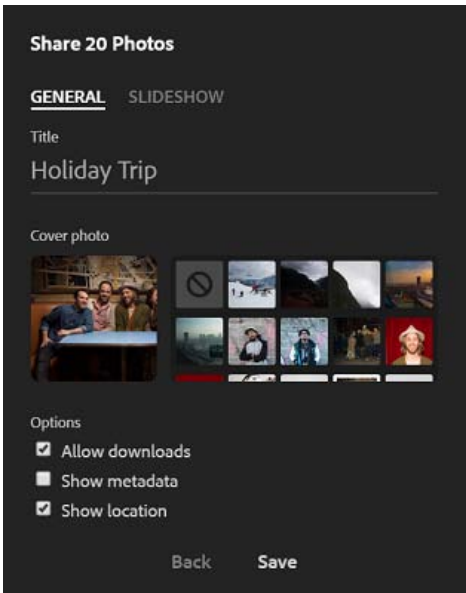 Share 20 Photos
GENERAL SLIDESHOW
Title
Holiday Trip
Cover photo
Options
Allow downloads
Show metadata
Show location
Back Save